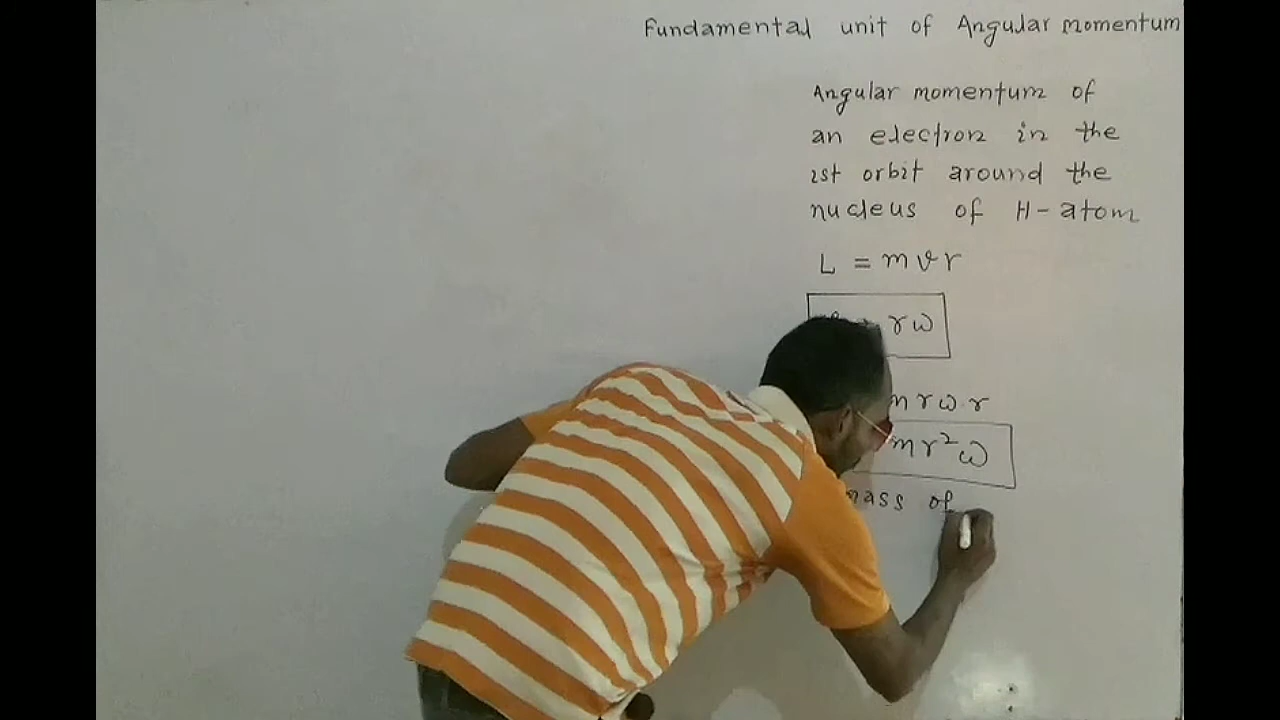 Fundamental unit of Angular Momentum
Angular momentum of
an electron in the
1st orbit around the
nucleus of H-atom
L = mvr
rω
m r ω . r
mr²ω
mass of